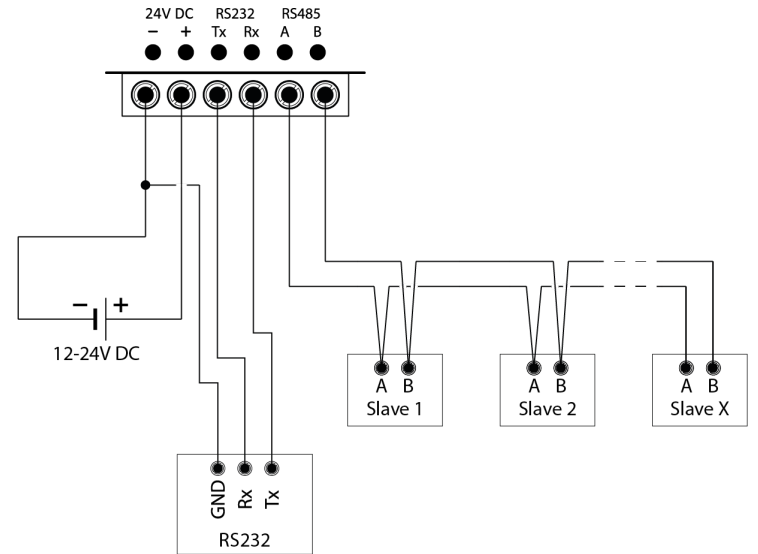 24V DC RS232 RS485
− + Tx Rx A B
− +
12-24V DC
A B A B A B
Slave 1 Slave 2 Slave X
GND Rx Tx
RS232